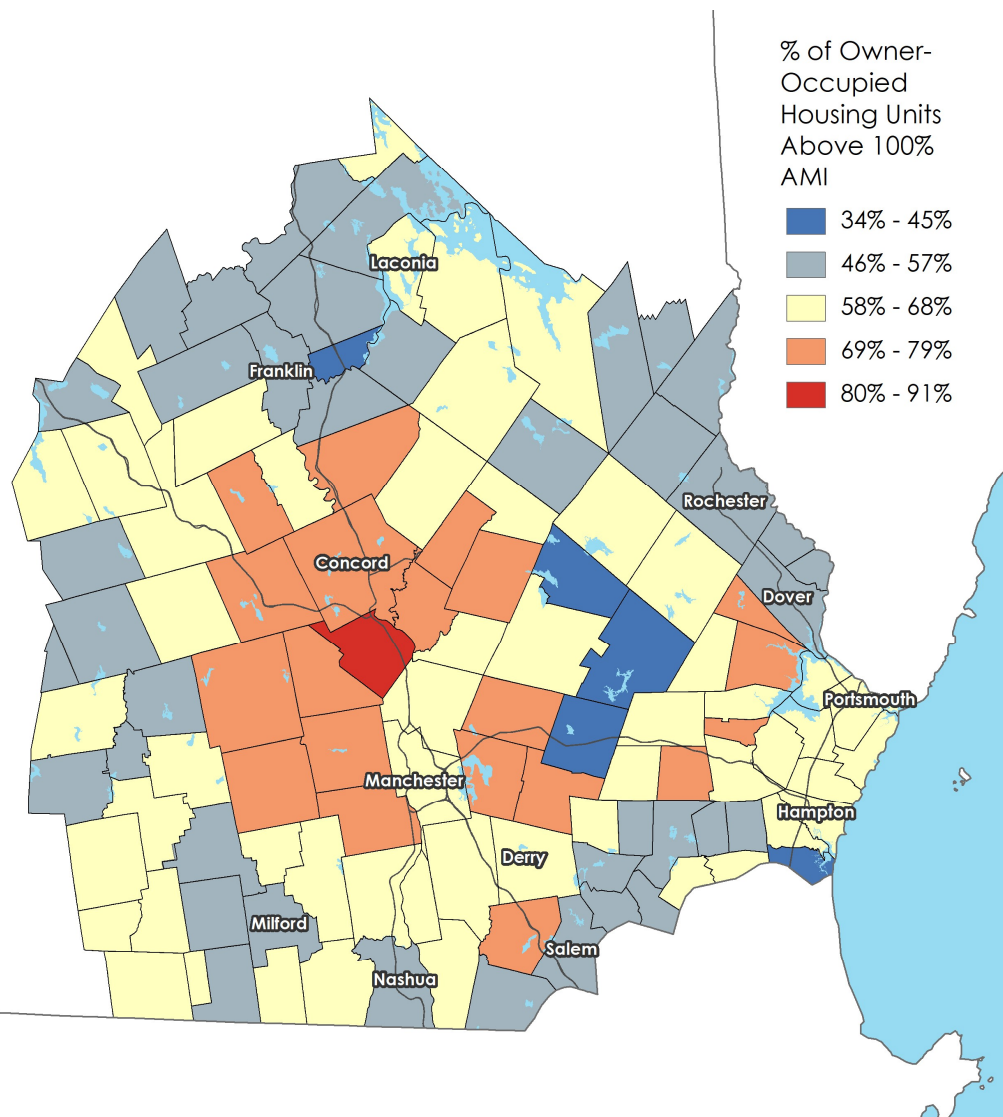 % of Owner-
Occupied
Housing Units
Above 100%
AMI
34% - 45%
46% - 57%
58% - 68%
69% - 79%
80% - 91%
Laconia
Franklin
Rochester
Concord
Dover
Portsmouth
Manchester
Hampton
Derry
Milford
Salem
Nashua